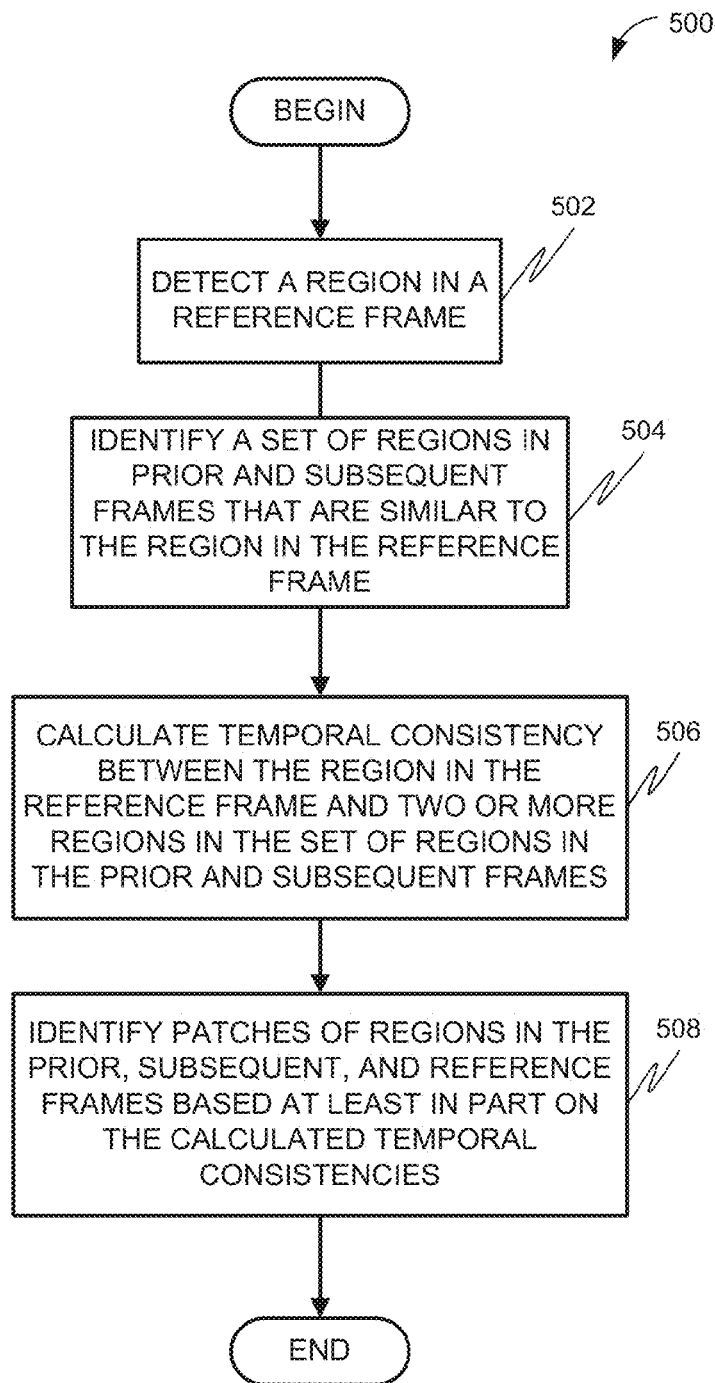 500
BEGIN
502
DETECT A REGION IN A
REFERENCE FRAME
504
IDENTIFY A SET OF REGIONS IN
PRIOR AND SUBSEQUENT
FRAMES THAT ARE SIMILAR TO
THE REGION IN THE REFERENCE
FRAME
506
CALCULATE TEMPORAL CONSISTENCY
BETWEEN THE REGION IN THE
REFERENCE FRAME AND TWO OR MORE
REGIONS IN THE SET OF REGIONS IN
THE PRIOR AND SUBSEQUENT FRAMES
508
IDENTIFY PATCHES OF REGIONS IN THE
PRIOR, SUBSEQUENT, AND REFERENCE
FRAMES BASED AT LEAST IN PART ON
THE CALCULATED TEMPORAL
CONSISTENCIES
END